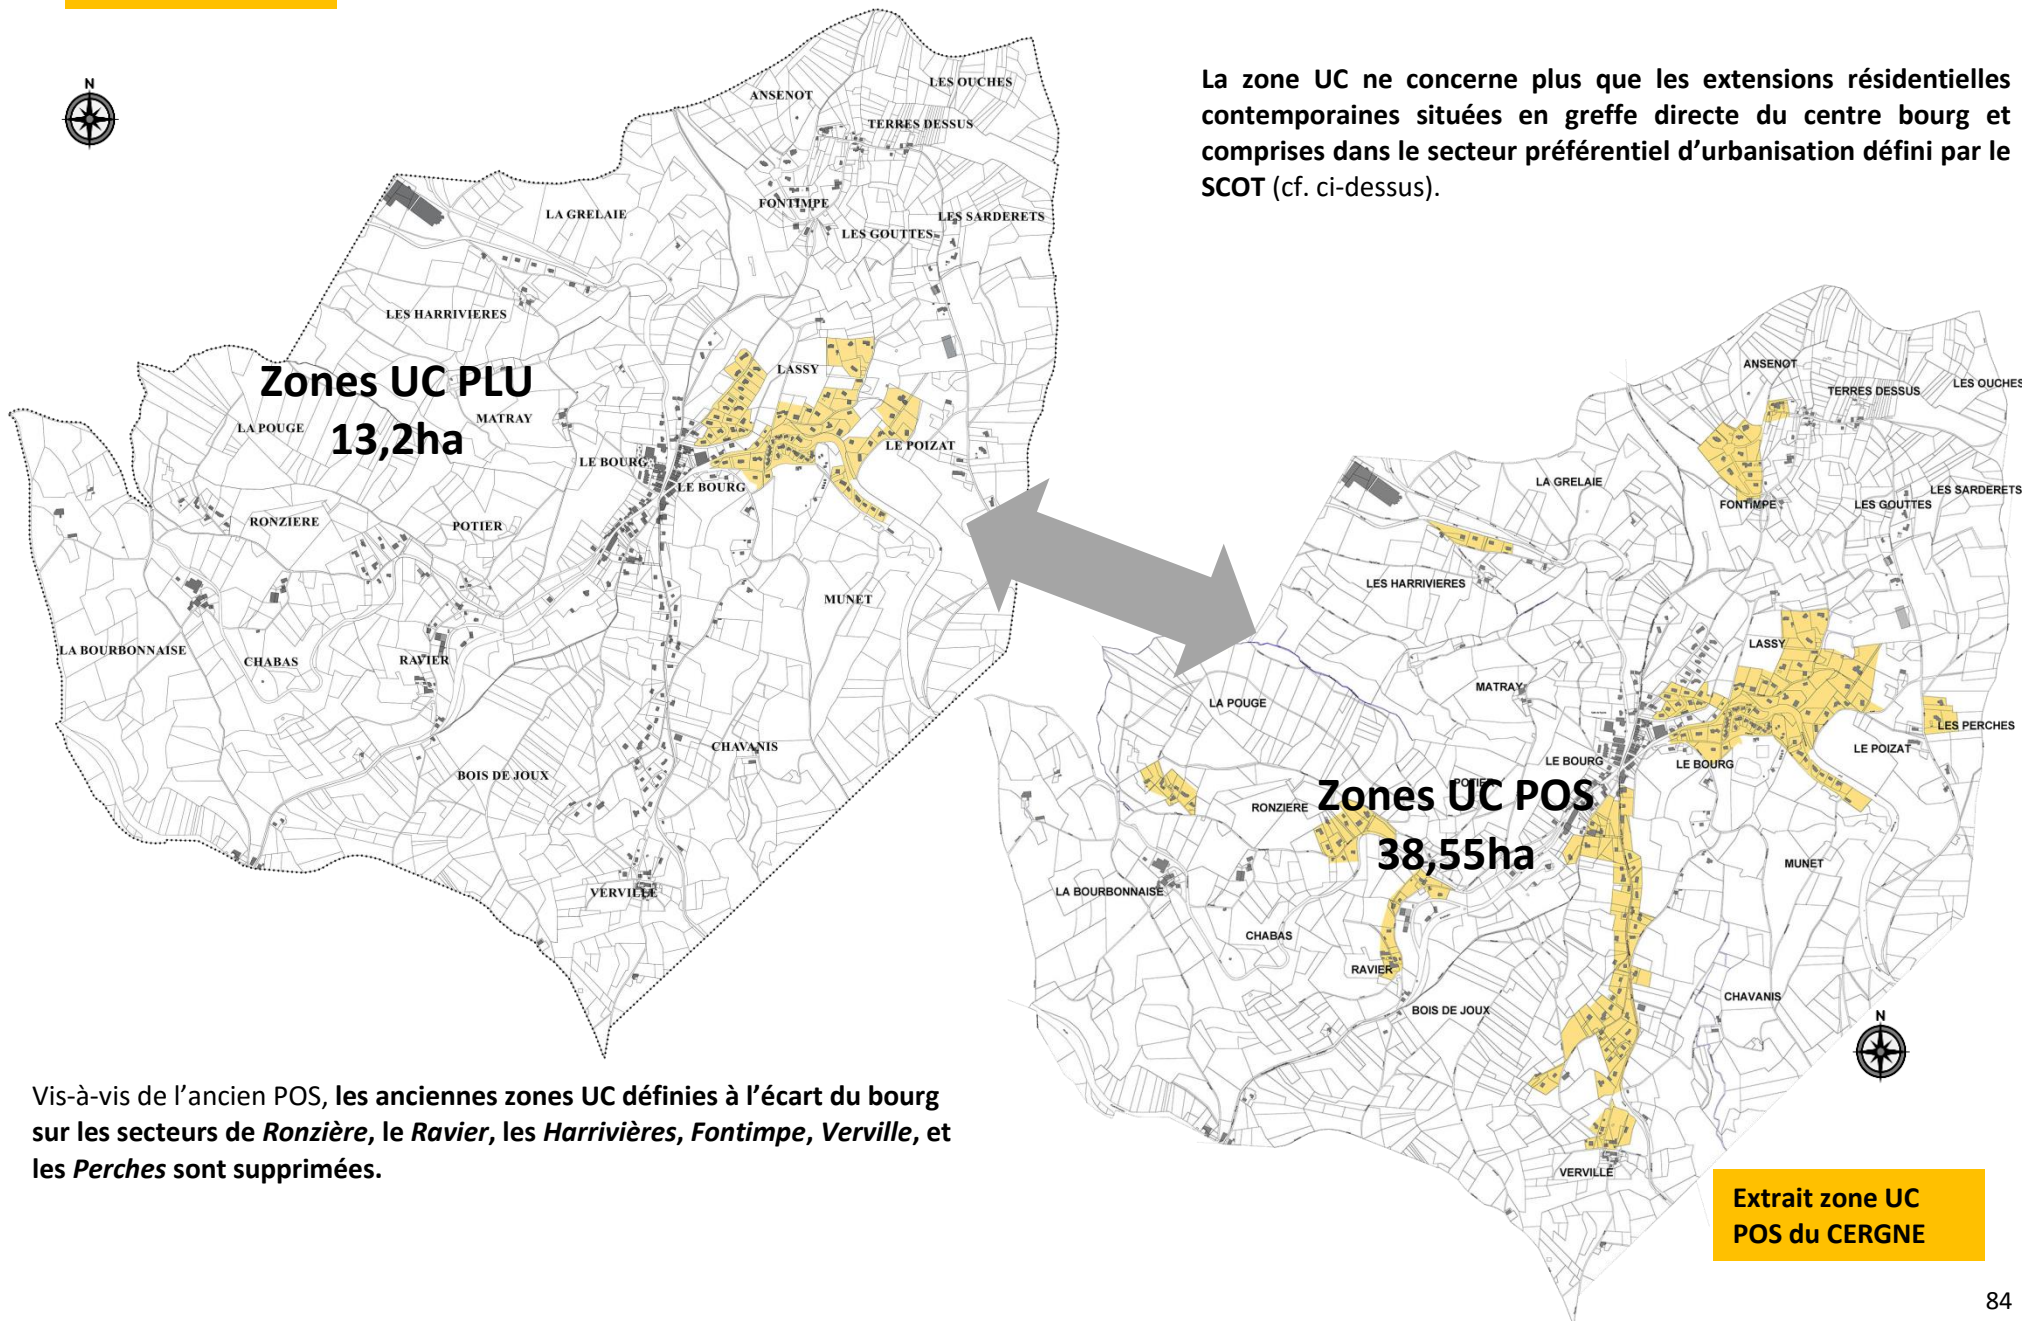 N
ANSENOT
LES OUCHES
TERRES DESSUS
FONTIMPE
LA GRELAIE
LES SARDERETS
LES GOUTTES
LES HARRIVIERES
Zones UC PLU
13,2ha
LASSY
LA POUGE
MATRAY
LE POIZAT
LE BOURG
LE BOURG
RONZIERE
POTIER
MUNET
LA BOURBONNAISE
CHABAS
RAVIER
CHAVANIS
BOIS DE JOUX
VERVILLE
La zone UC ne concerne plus que les extensions résidentielles
contemporaines situées en greffe directe du centre bourg et
comprises dans le secteur préférentiel d’urbanisation défini par le
SCOT (cf. ci-dessus).
ANSENOT
TERRES DESSUS
LES OUCHES
LA GRELAIE
LES SARDERETS
FONTIMPE
LES GOUTTES
LES HARRIVIERES
LASSY
MATRAY
LA POUGE
LES PERCHES
LE POIZAT
LE BOURG
LE BOURG
POTIER
RONZIERE
Zones UC POS
38,55ha
MUNET
LA BOURBONNAISE
CHABAS
RAVIER
CHAVANIS
BOIS DE JOUX
N
VERVILLE
Vis-à-vis de l’ancien POS, les anciennes zones UC définies à l’écart du bourg
sur les secteurs de Ronzière, le Ravier, les Harrivières, Fontimpe, Verville, et
les Perches sont supprimées.
Extrait zone UC
POS du CERGNE
84